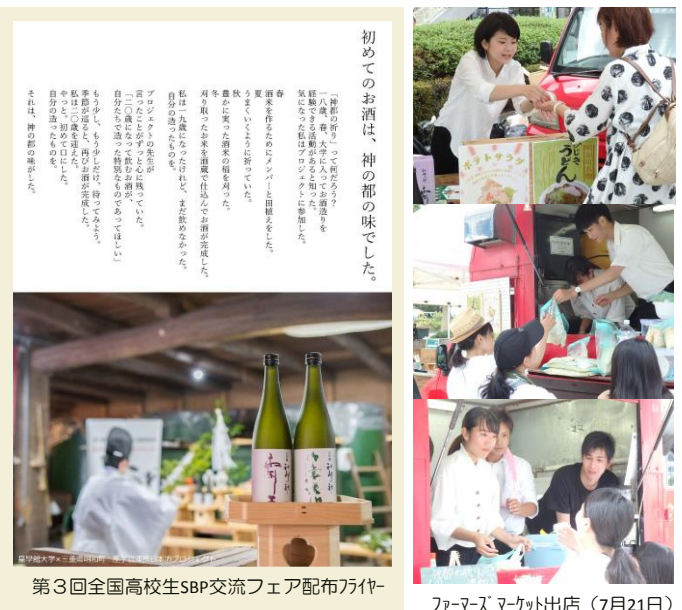 初めてのお酒は、神の都の味でした。
「神都の祈り」って何だろう？
一八歳、春。大学に入ってお酒造りを
経験できる活動があると知った。
気になった私はプロジェクトに参加した。
春
酒米を作るためにメンバーと田植えをした。
夏
うまくいくように祈っていた。
秋
豊かに実った酒米の稲を刈った。
冬
刈り取ったお米を酒蔵で仕込んでお酒が完成した。
私は一九歳になったけれど、まだ飲めなかった。
自分の造ったものを。
プロジェクトの先生が
言ったことがずっと心に残っていた。
「二〇歳になって飲むお酒が、
自分たちで造った特別なものであってほしい」
もう少し、もう少しだけ、待ってみよう。
季節が巡ると、再びお酒が完成した。
私は二〇歳を迎えた。
やっと。初めて口にした。
自分の造ったものを。
それは、神の都の味がした。
第３回全国高校生SBP交流フェア配布フライヤー
ポテトサラダ
うどん
ファーマーズマーケット出店（7月21日）